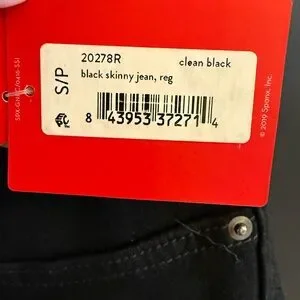 20278R clean black
S/P
black skinny jean, reg
8 43953 37271 4
© 2019 Spanx, Inc.